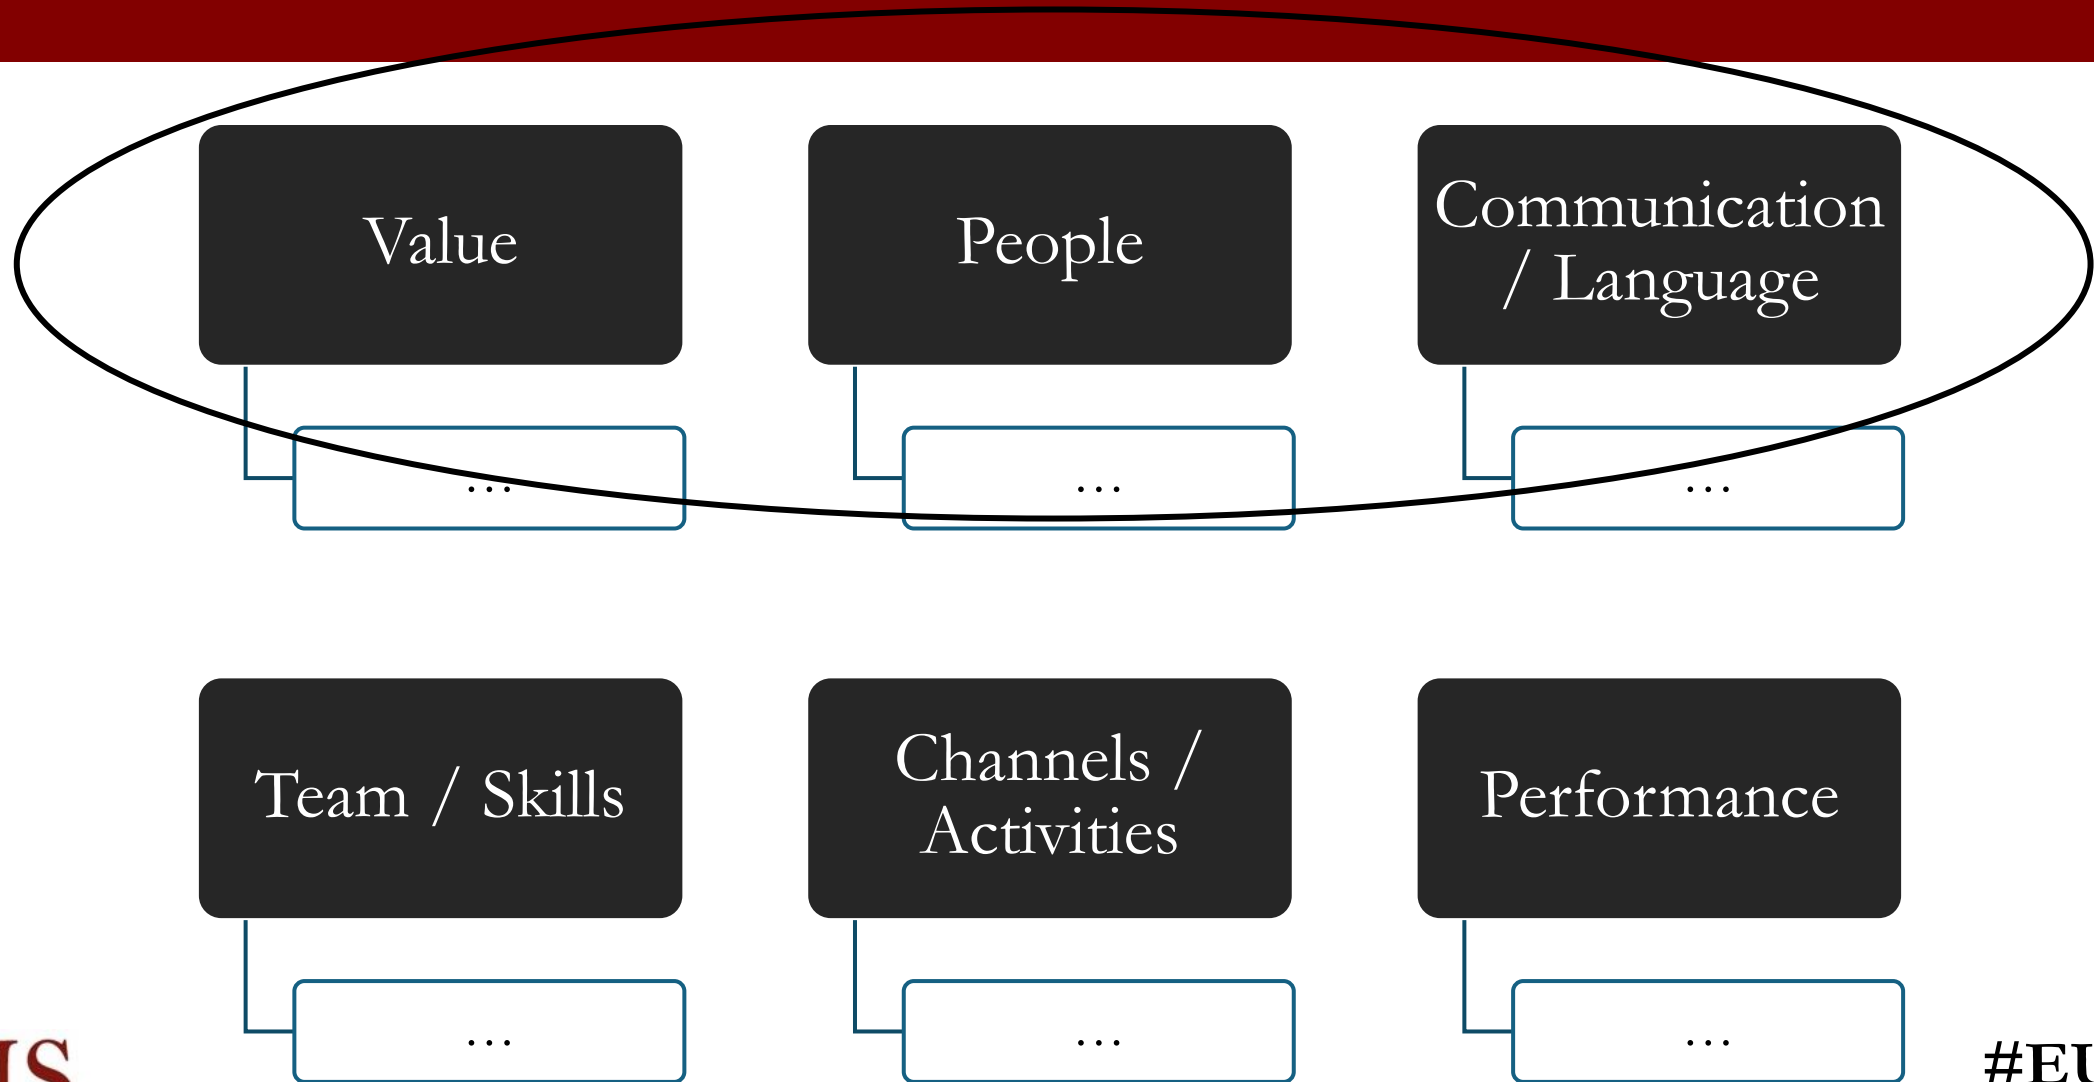 Value
People
Communication
/ Language
...
...
...
Team / Skills
Channels /
Activities
Performance
...
...
...